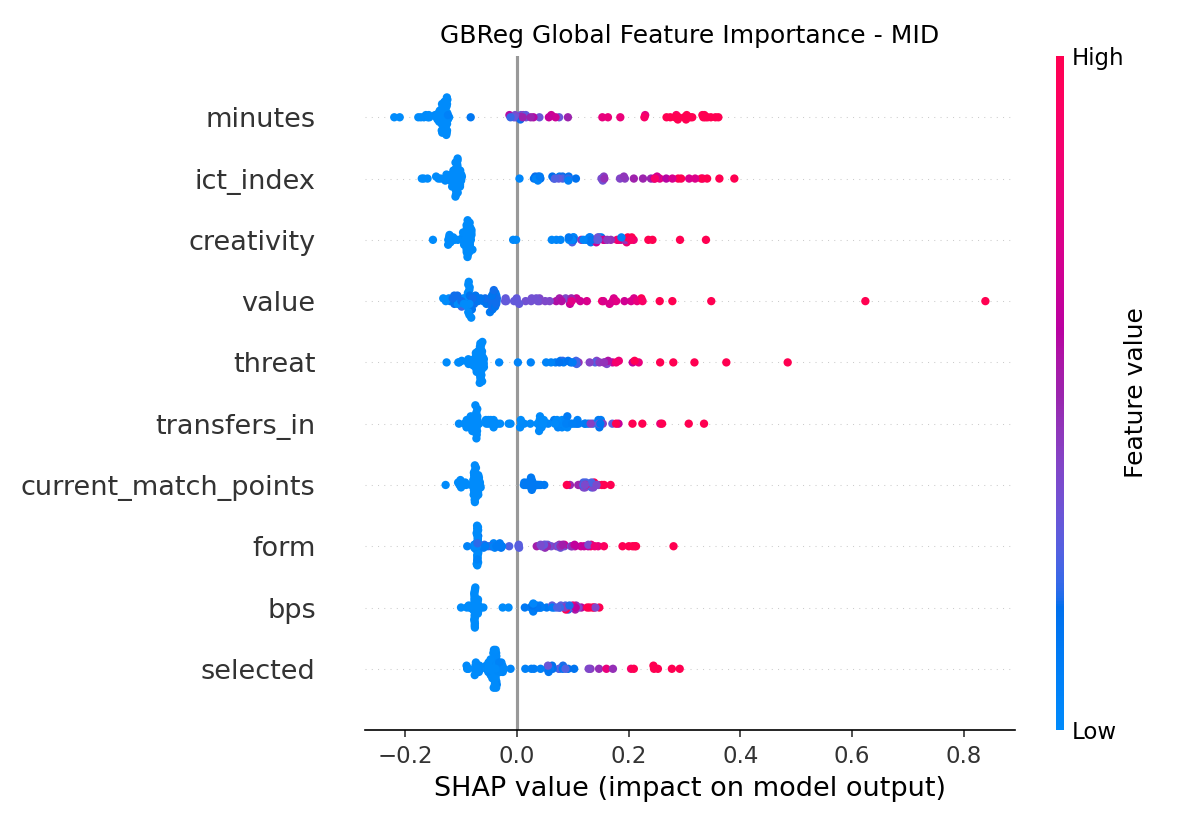 GBReg Global Feature Importance - MID
High
minutes
ict_index
creativity
value
threat
transfers_in
current_match_points
form
bps
selected
Feature value
Low
−0.2 0.0 0.2 0.4 0.6 0.8
SHAP value (impact on model output)